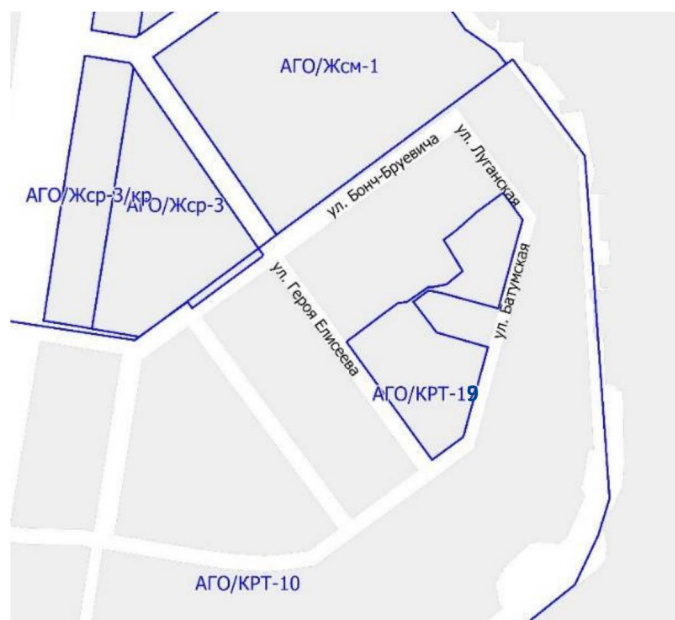 АГО/Жсм-1
ул. Луганская
ул. Бонч-Бруевича
АГО/Жср-3/кр
АГО/Жср-3
ул. Батумская
ул. Героя Елисеева
АГО/КРТ-19
АГО/КРТ-10